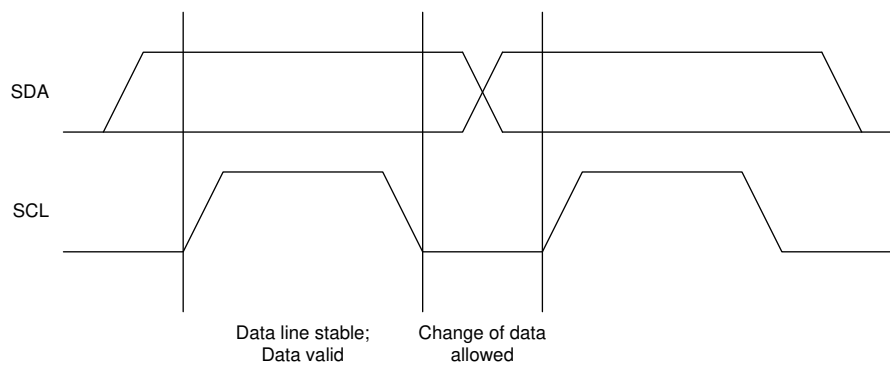 SDA
SCL
Data line stable;
Data valid
Change of data
allowed